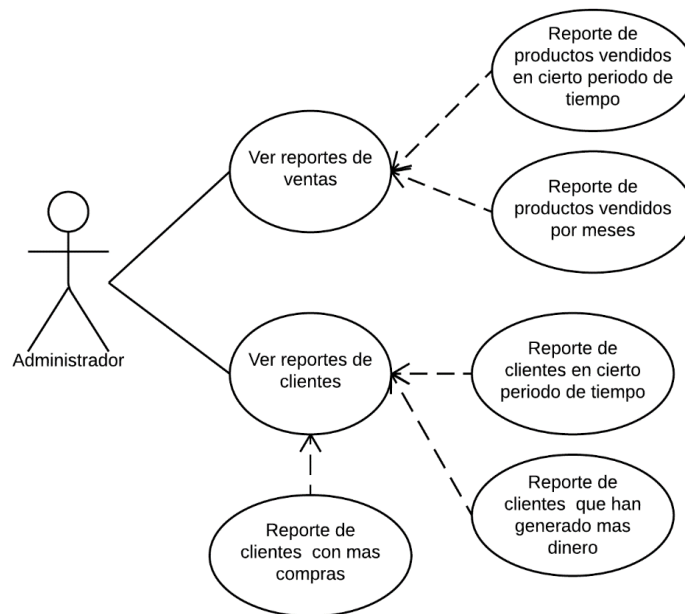 Reporte de
productos vendidos
en cierto periodo de
tiempo
Ver reportes de
ventas
Reporte de
productos vendidos
por meses
Administrador
Ver reportes de
clientes
Reporte de
clientes en cierto
periodo de tiempo
Reporte de
clientes que han
generado mas
dinero
Reporte de
clientes con mas
compras